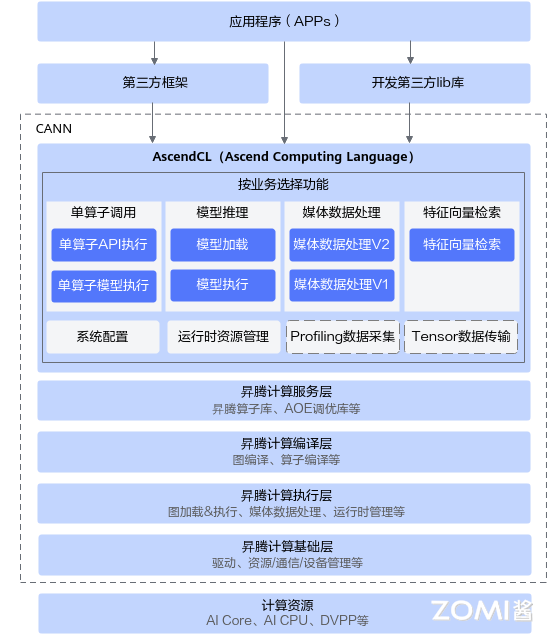 应用程序（APPs）
第三方框架
开发第三方lib库
CANN
AscendCL（Ascend Computing Language）
按业务选择功能
单算子调用
单算子API执行
单算子模型执行
模型推理
模型加载
模型执行
媒体数据处理
媒体数据处理V2
媒体数据处理V1
特征向量检索
特征向量检索
系统配置
运行时资源管理
Profiling数据采集
Tensor数据传输
昇腾计算服务层
昇腾算子库、AOE调优库等
昇腾计算编译层
图编译、算子编译等
昇腾计算执行层
图加载&执行、媒体数据处理、运行时管理等
昇腾计算基础层
驱动、资源/通信/设备管理等
计算资源
AI Core、AI CPU、DVPP等
ZOMI酱